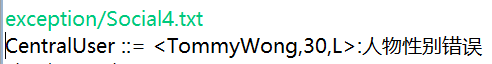 exception/Social4.txt
CentralUser ::= <TommyWong,30,L>:人物性别错误